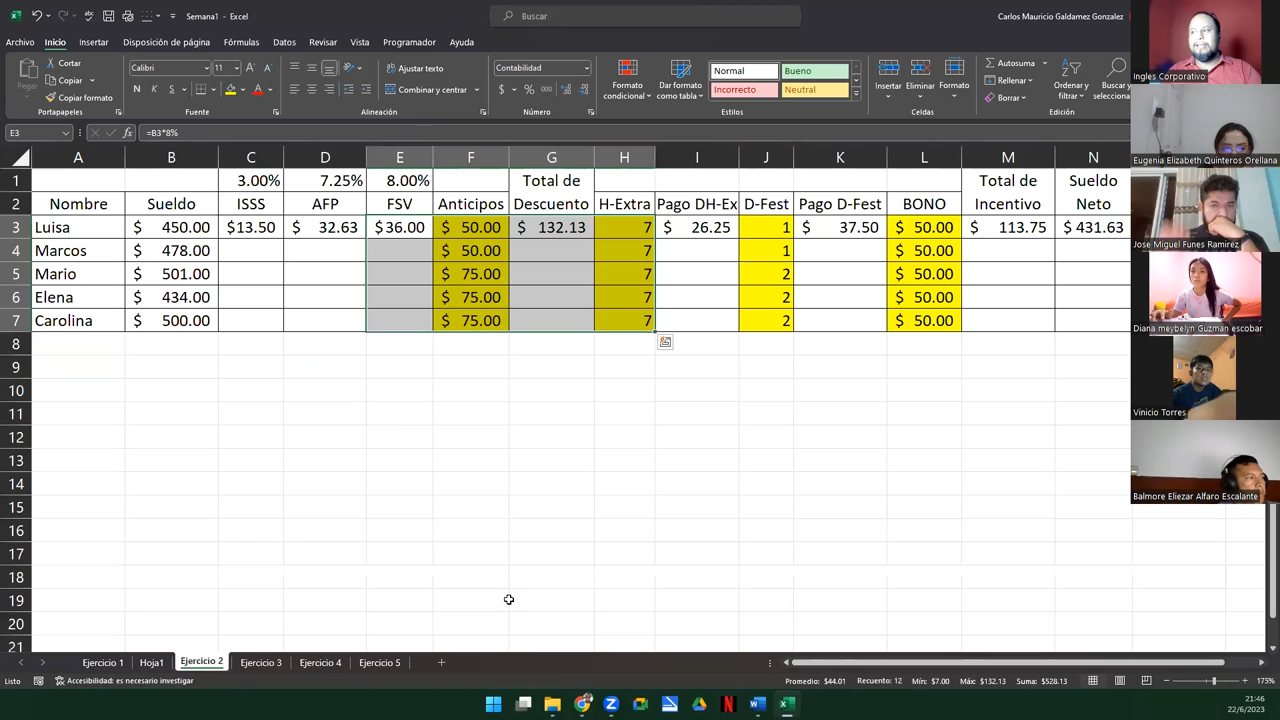 Semana1 - Excel
Buscar
Carlos Mauricio Galdamez Gonzalez
Archivo Inicio Insertar Disposición de página Fórmulas Datos Revisar Vista Programador Ayuda
Pegar
Cortar
Copiar
Copiar formato
Portapapeles
Calibri 11
N K S
Fuente
Ajustar texto
Combinar y centrar
Alineación
Contabilidad
$ % 000
Número
Formato condicional
Dar formato como tabla
Normal Bueno
Incorrecto Neutral
Estilos
Insertar Eliminar Formato
Celdas
Autosuma
Rellenar
Borrar
Ordenar y filtrar
Buscar y selecciona
E3 fx =B3*8%
A B C D E F G H I J K L M N
1 3.00% 7.25% 8.00% Total de Total de Sueldo
2 Nombre Sueldo ISSS AFP FSV Anticipos Descuento H-Extra Pago DH-Ex D-Fest Pago D-Fest BONO Incentivo Neto
3 Luisa $ 450.00 $13.50 $ 32.63 $36.00 $ 50.00 $ 132.13 7 $ 26.25 1 $ 37.50 $ 50.00 $ 113.75 $ 431.63
4 Marcos $ 478.00 $ 50.00 7 1 $ 50.00
5 Mario $ 501.00 $ 75.00 7 2 $ 50.00
6 Elena $ 434.00 $ 75.00 7 2 $ 50.00
7 Carolina $ 500.00 $ 75.00 7 2 $ 50.00
8
9
10
11
12
13
14
15
16
17
18
19
20
21
Ejercicio 1 Hoja1 Ejercicio 2 Ejercicio 3 Ejercicio 4 Ejercicio 5
Listo Accesibilidad: es necesario investigar Promedio: $44.01 Recuento: 12 Mín: $7.00 Máx: $132.13 Suma: $528.13 175%
21:46
22/6/2023
Ingles Corporativo
Eugenia Elizabeth Quinteros Orellana
Jose Miguel Funes Ramirez
Diana meybelyn Guzman escobar
Vinicio Torres
Balmore Eliezar Alfaro Escalante